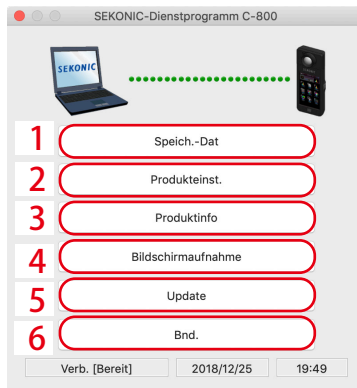 SEKONIC-Dienstprogramm C-800
SEKONIC
1 Speich.-Dat
2 Produkteinst.
3 Produktinfo
4 Bildschirmaufnahme
5 Update
6 Bnd.
Verb. [Bereit] 2018/12/25 19:49